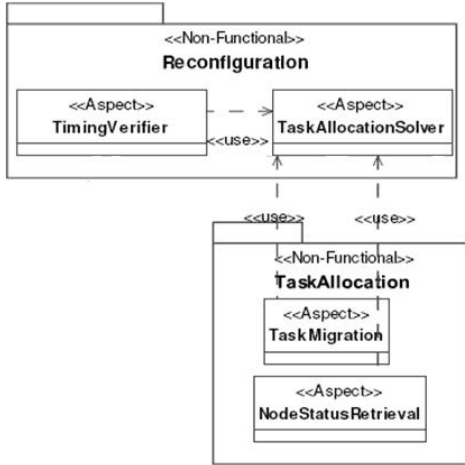 <<Non-Functional>>
Reconfiguration
<<Aspect>>
TimingVerifier
<<use>>
<<Aspect>>
TaskAllocationSolver
<<use>>
<<use>>
<<Non-Functional>>
TaskAllocation
<<Aspect>>
TaskMigration
<<Aspect>>
NodeStatusRetrieval